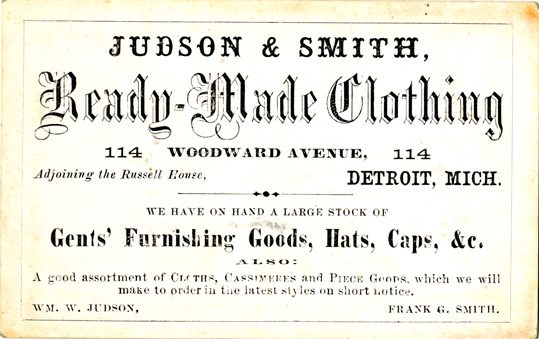 JUDSON & SMITH,
Ready-Made Clothing
114 WOODWARD AVENUE, 114
Adjoining the Russell House,
DETROIT, MICH.
WE HAVE ON HAND A LARGE STOCK OF
Gents' Furnishing Goods, Hats, Caps, &c.
ALSO:
A good assortment of CLOTHS, CASSIMERES and PIECE GOODS, which we will
make to order in the latest styles on short notice.
WM. W. JUDSON,
FRANK G. SMITH.